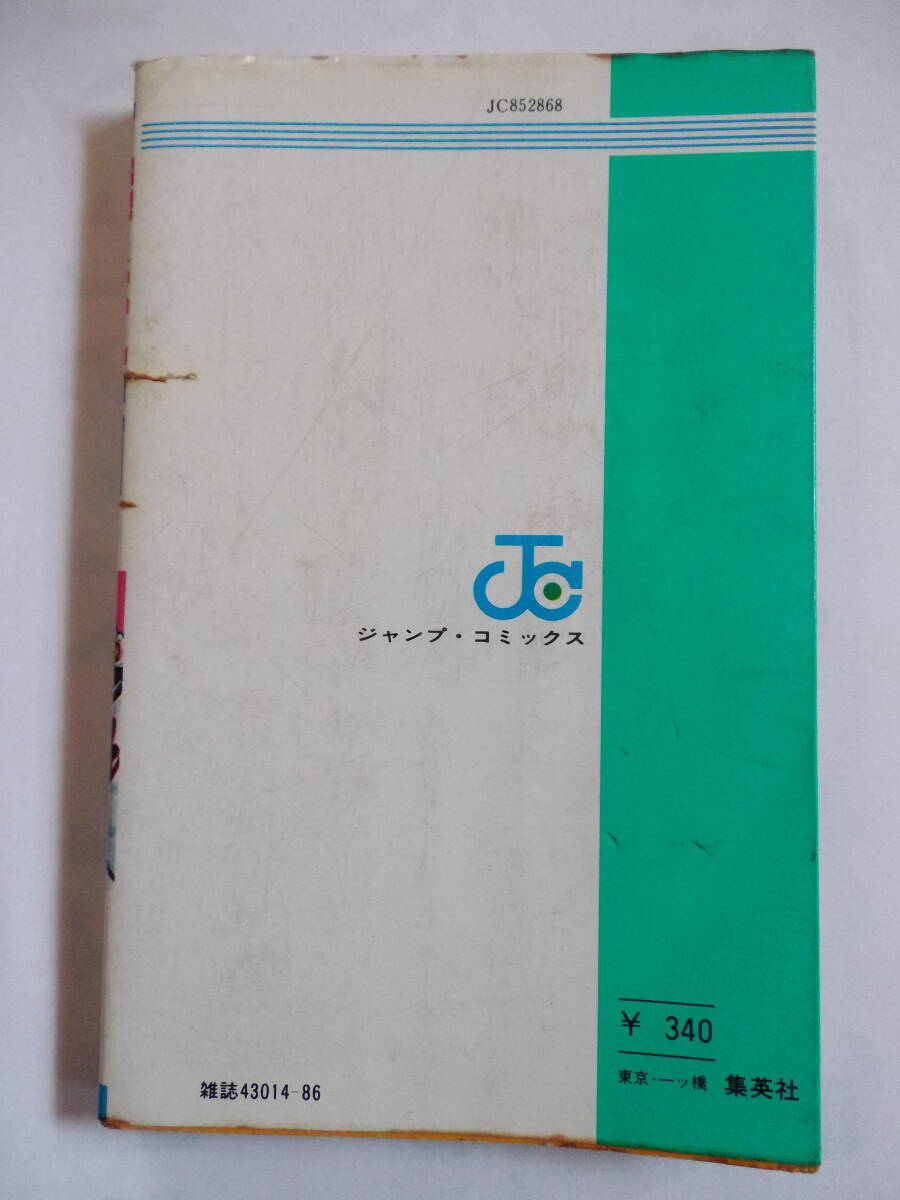 JC852868
JC
ジャンプ・コミックス
¥ 340
東京・一ッ橋 集英社
雑誌43014-86